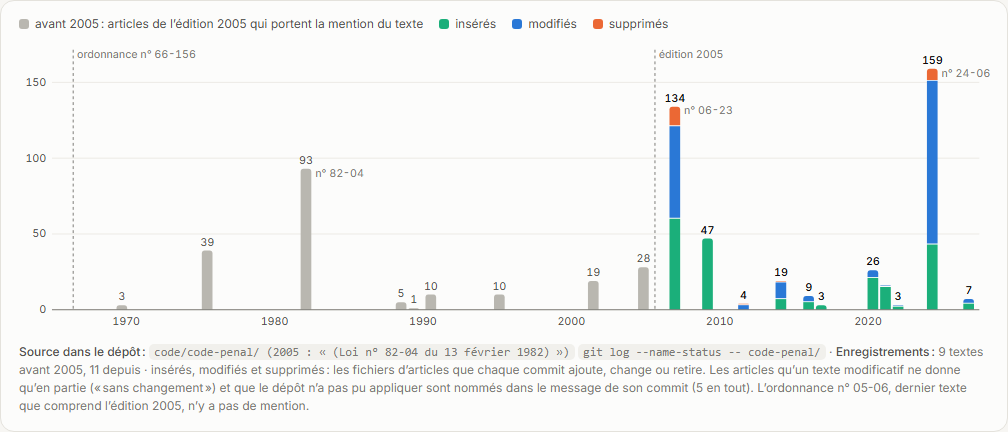 avant 2005 : articles de l’édition 2005 qui portent la mention du texte insérés modifiés supprimés
ordonnance n° 66-156
édition 2005
159
n° 24-06
150
134
n° 06-23
100
93
n° 82-04
50
47
39
28
26
19
19
10
10
9
7
5
4
3
3
3
1
0
1970 1980 1990 2000 2010 2020
Source dans le dépôt : code/code-penal/ (2005 : « (Loi n° 82-04 du 13 février 1982) ») git log --name-status -- code-penal/ · Enregistrements : 9 textes
avant 2005, 11 depuis · insérés, modifiés et supprimés : les fichiers d’articles que chaque commit ajoute, change ou retire. Les articles qu’un texte modificatif ne donne
qu’en partie (« sans changement ») et que le dépôt n’a pas pu appliquer sont nommés dans le message de son commit (5 en tout). L’ordonnance n° 05-06, dernier texte
que comprend l’édition 2005, n’y a pas de mention.